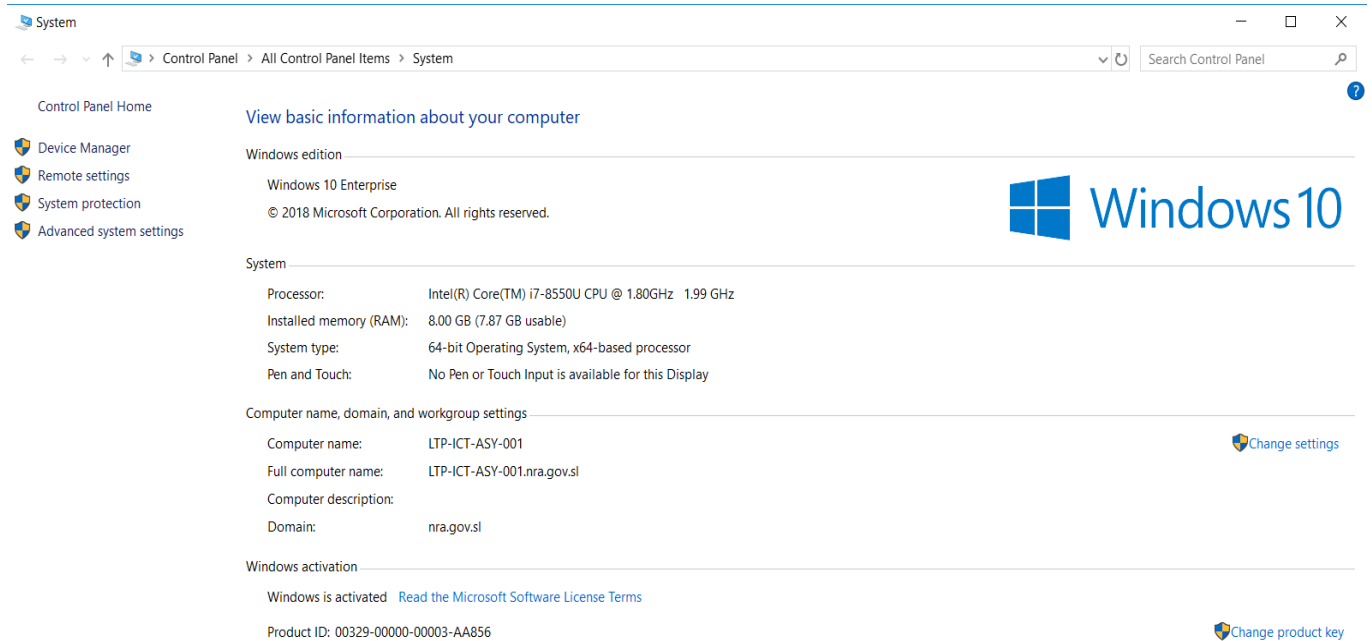 System
Control Panel > All Control Panel Items > System
Search Control Panel
Control Panel Home
Device Manager
Remote settings
System protection
Advanced system settings
View basic information about your computer
Windows edition
Windows 10 Enterprise
© 2018 Microsoft Corporation. All rights reserved.
Windows 10
System
Processor: Intel(R) Core(TM) i7-8550U CPU @ 1.80GHz 1.99 GHz
Installed memory (RAM): 8.00 GB (7.87 GB usable)
System type: 64-bit Operating System, x64-based processor
Pen and Touch: No Pen or Touch Input is available for this Display
Computer name, domain, and workgroup settings
Computer name: LTP-ICT-ASY-001
Change settings
Full computer name: LTP-ICT-ASY-001.nra.gov.sl
Computer description:
Domain: nra.gov.sl
Windows activation
Windows is activated Read the Microsoft Software License Terms
Product ID: 00329-00000-00003-AA856
Change product key